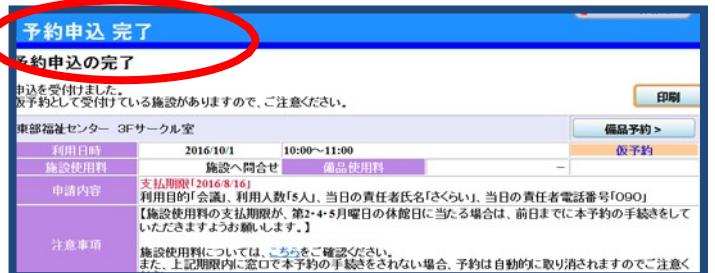 予約申込 完了
予約申込の完了
申込を受付けました。
仮予約として受付けている施設がありますので、ご注意ください。
印刷
東部福祉センター 3Fサークル室
備品予約 >
利用日時 2016/10/1 10:00～11:00 仮予約
施設使用料 施設へ問合せ 備品使用料 －
申請内容
支払期限「2016/8/16」
利用目的「会議」、利用人数「5人」、当日の責任者氏名「さくらい」、当日の責任者電話番号「090」
注意事項
【施設使用料の支払期限が、第2・4・5月曜日の休館日に当たる場合は、前日までに本予約の手続きをして
いただきますようお願いします。】
施設使用料については、こちらをご確認ください。
また、上記期限内に窓口で本予約の手続きをされない場合、予約は自動的に取り消されますのでご注意く